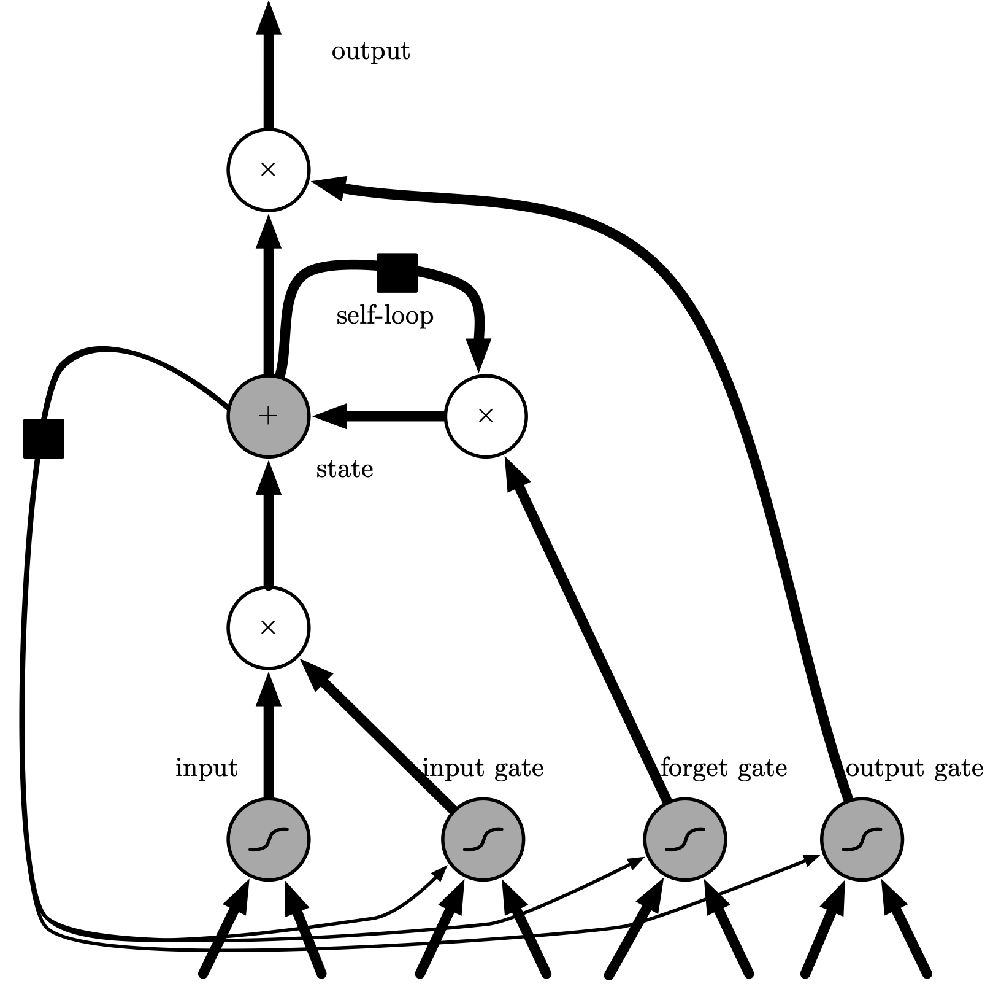 output
×
self-loop
+
×
state
×
input
input gate
forget gate
output gate